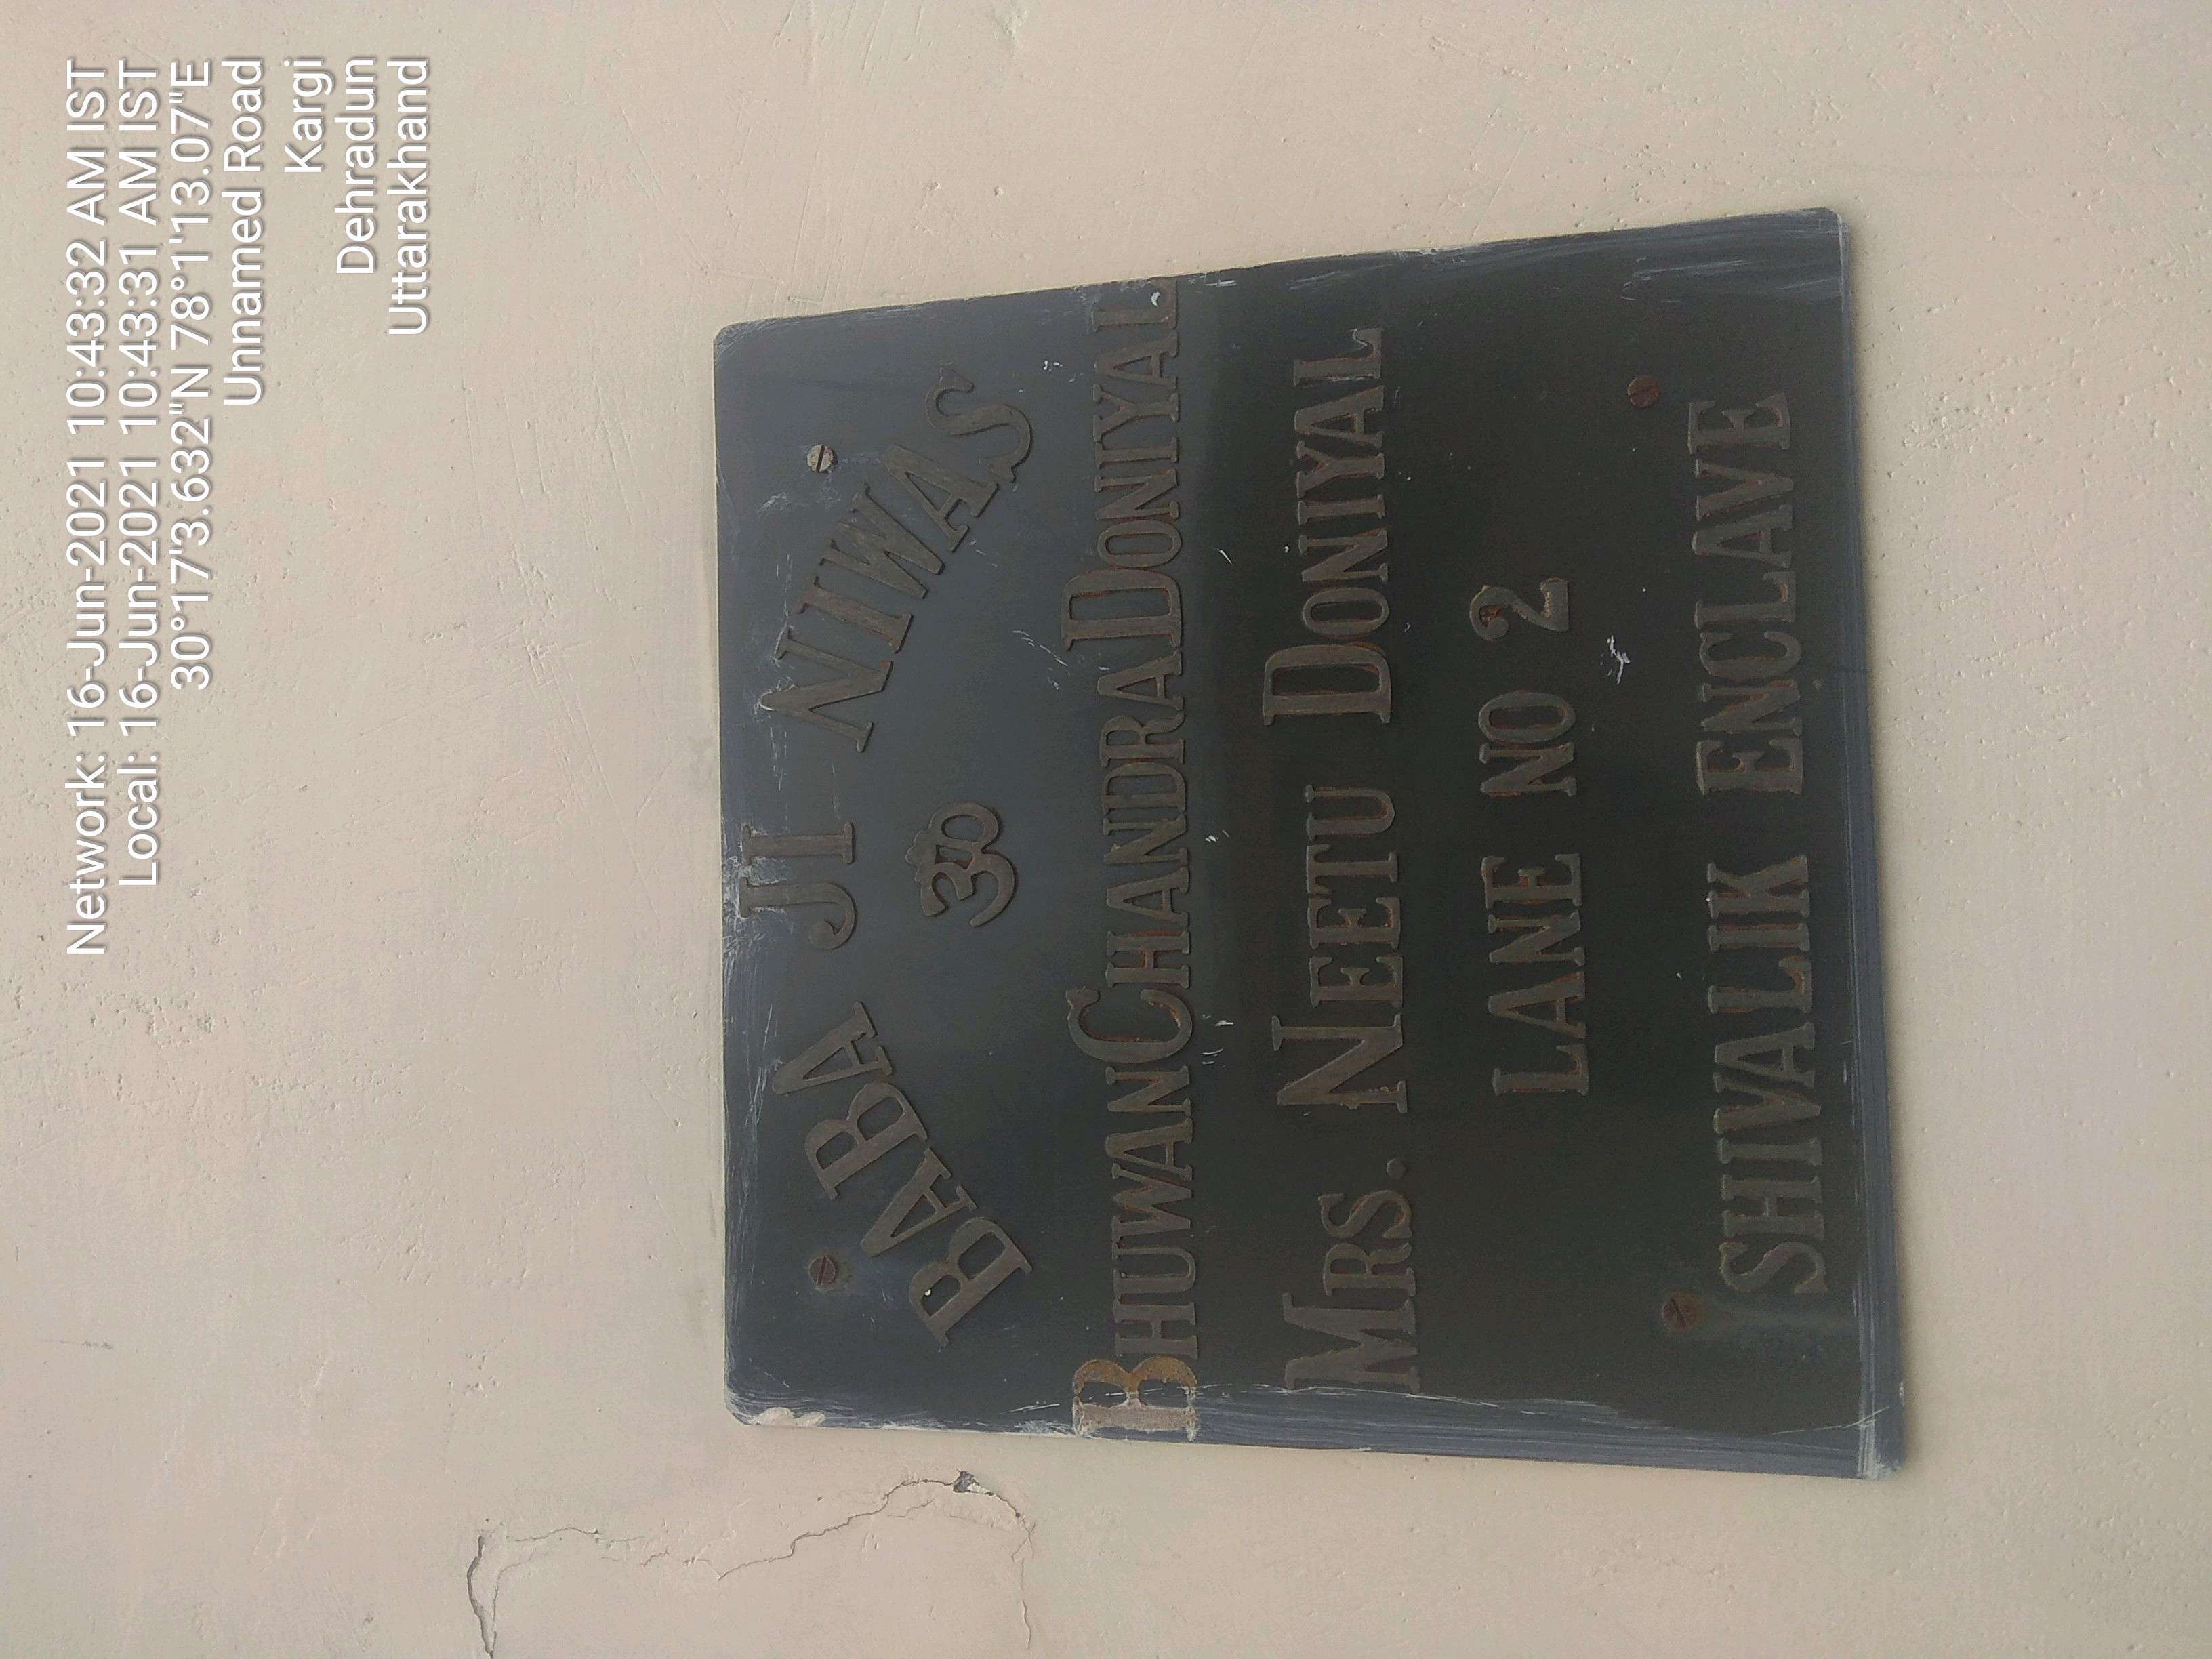 Network: 16-Jun-2021 10:43:32 AM IST
Local: 16-Jun-2021 10:43:31 AM IST
30°17'3.632"N 78°1'13.07"E
Unnamed Road
Kargi
Dehradun
Uttarakhand
BABA JI NIWAS
ॐ
BHUWAN CHANDRA DONIYAL
MRS. NEETU DONIYAL
LANE NO 2
SHIVALIK ENCLAVE